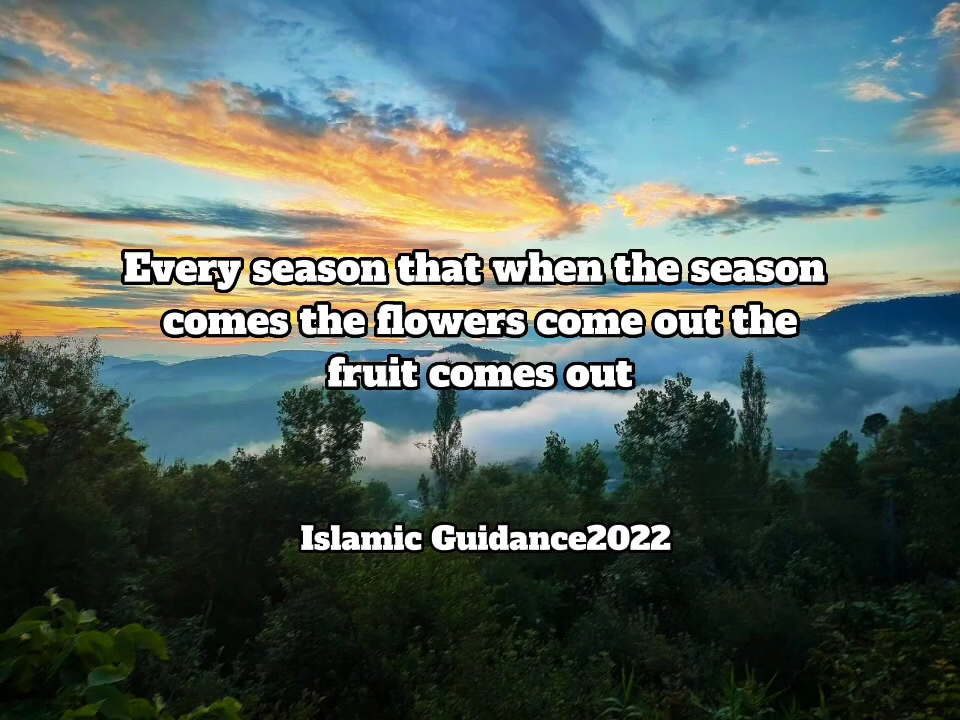 Every season that when the season
comes the flowers come out the
fruit comes out
Islamic Guidance2022